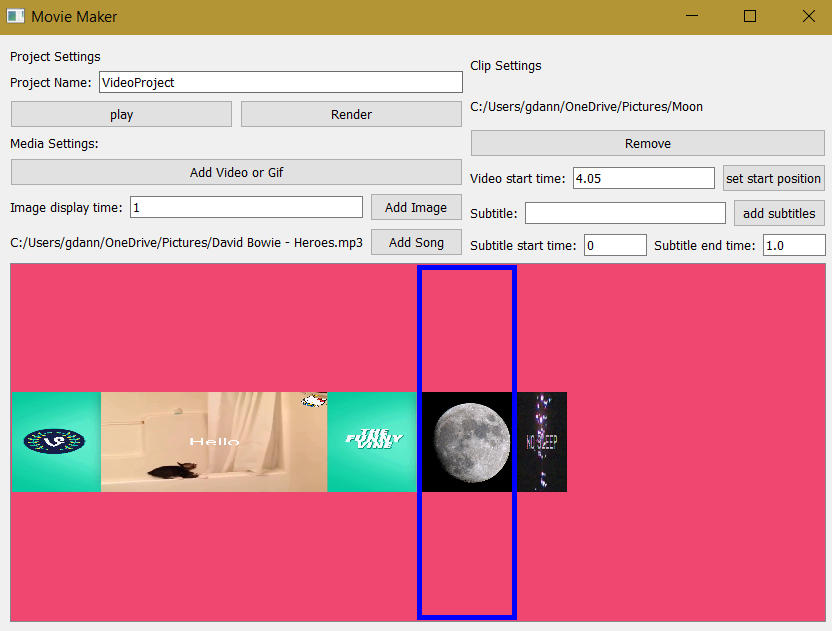 Movie Maker
Project Settings
Project Name: VideoProject
play Render
Media Settings:
Add Video or Gif
Image display time: 1 Add Image
C:/Users/gdann/OneDrive/Pictures/David Bowie - Heroes.mp3 Add Song
Clip Settings
C:/Users/gdann/OneDrive/Pictures/Moon
Remove
Video start time: 4.05 set start position
Subtitle: add subtitles
Subtitle start time: 0 Subtitle end time: 1.0
Hello
THE
FUNNY
VINE
NO SLEEP